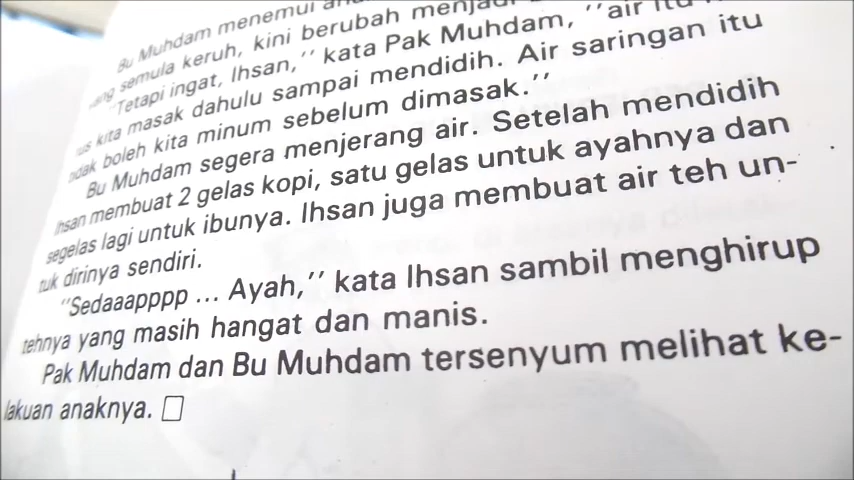 Bu Muhdam menemui
semula keruh, kini berubah
"Tetapi ingat, Ihsan," kata Pak Muhdam, "air itu
kita masak dahulu sampai mendidih. Air saringan itu
boleh kita minum sebelum dimasak."
Bu Muhdam segera menjerang air. Setelah mendidih
Ihsan membuat 2 gelas kopi, satu gelas untuk ayahnya dan
segelas lagi untuk ibunya. Ihsan juga membuat air teh un-
tuk dirinya sendiri.
"Sedaaapppp ... Ayah," kata Ihsan sambil menghirup
tehnya yang masih hangat dan manis.
Pak Muhdam dan Bu Muhdam tersenyum melihat ke-
lakuan anaknya. □